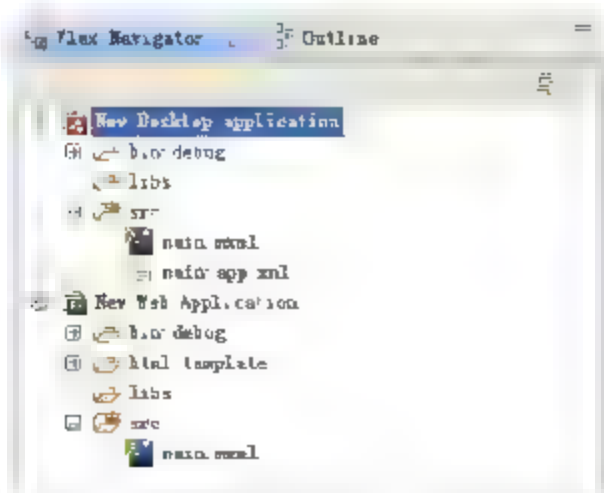 Flex Navigator Outline
New Desktop application
bin-debug
libs
src
main.mxml
main-app.xml
New Web Application
bin-debug
html-template
libs
src
main.mxml